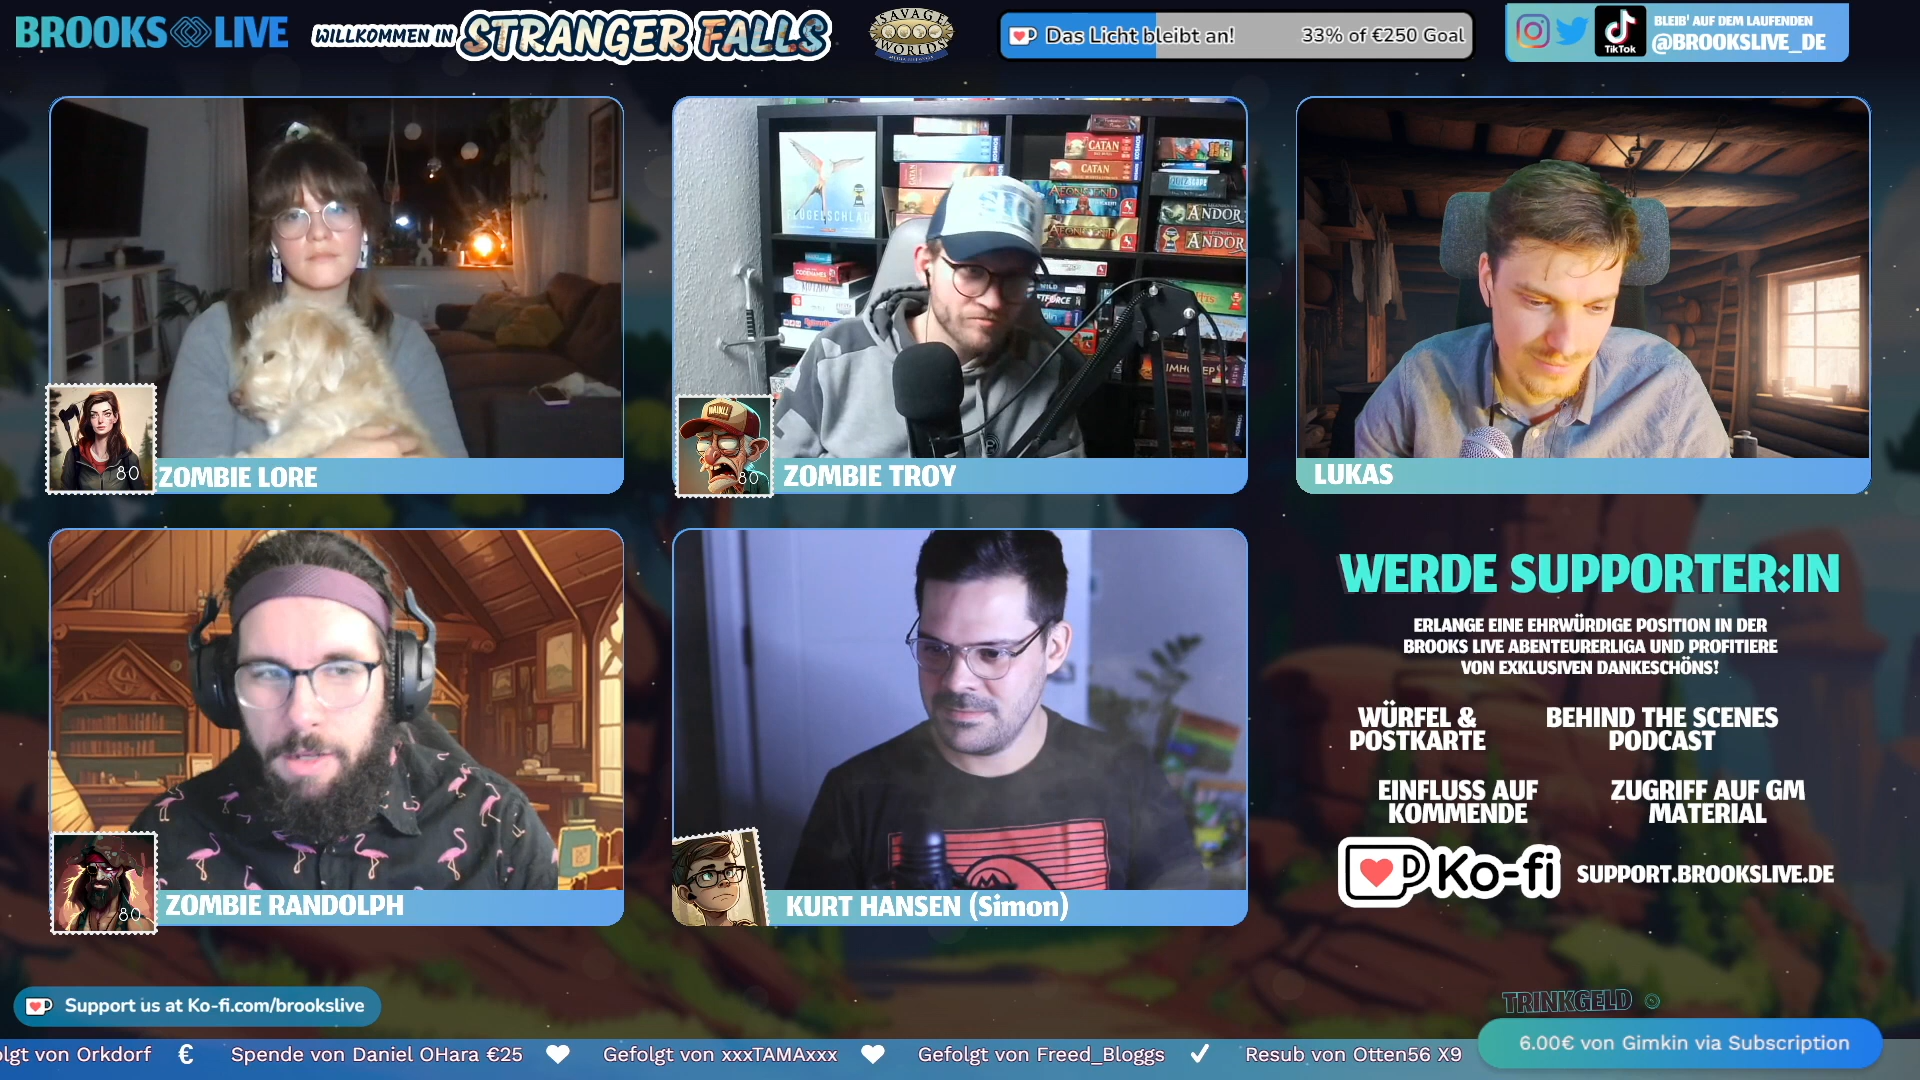 BROOKS LIVE
WILLKOMMEN IN STRANGER FALLS
SAVAGE WORLDS
Das Licht bleibt an!
33% of €250 Goal
TikTok
BLEIB' AUF DEM LAUFENDEN
@BROOKSLIVE_DE
FLÜGELSCHLAG
CATAN
CATAN
ANDOR
ANDOR
CODENAMES
80
ZOMBIE LORE
80
ZOMBIE TROY
LUKAS
80
ZOMBIE RANDOLPH
KURT HANSEN (Simon)
WERDE SUPPORTER:IN
ERLANGE EINE EHRWÜRDIGE POSITION IN DER
BROOKS LIVE ABENTEURERLIGA UND PROFITIERE
VON EXKLUSIVEN DANKESCHÖNS!
WÜRFEL &
POSTKARTE
BEHIND THE SCENES
PODCAST
EINFLUSS AUF
KOMMENDE
ZUGRIFF AUF GM
MATERIAL
Ko-fi
SUPPORT.BROOKSLIVE.DE
Support us at Ko-fi.com/brookslive
TRINKGELD
6.00€ von Gimkin via Subscription
olgt von Orkdorf € Spende von Daniel OHara €25 Gefolgt von xxxTAMAxxx Gefolgt von Freed_Bloggs Resub von Otten56 X9